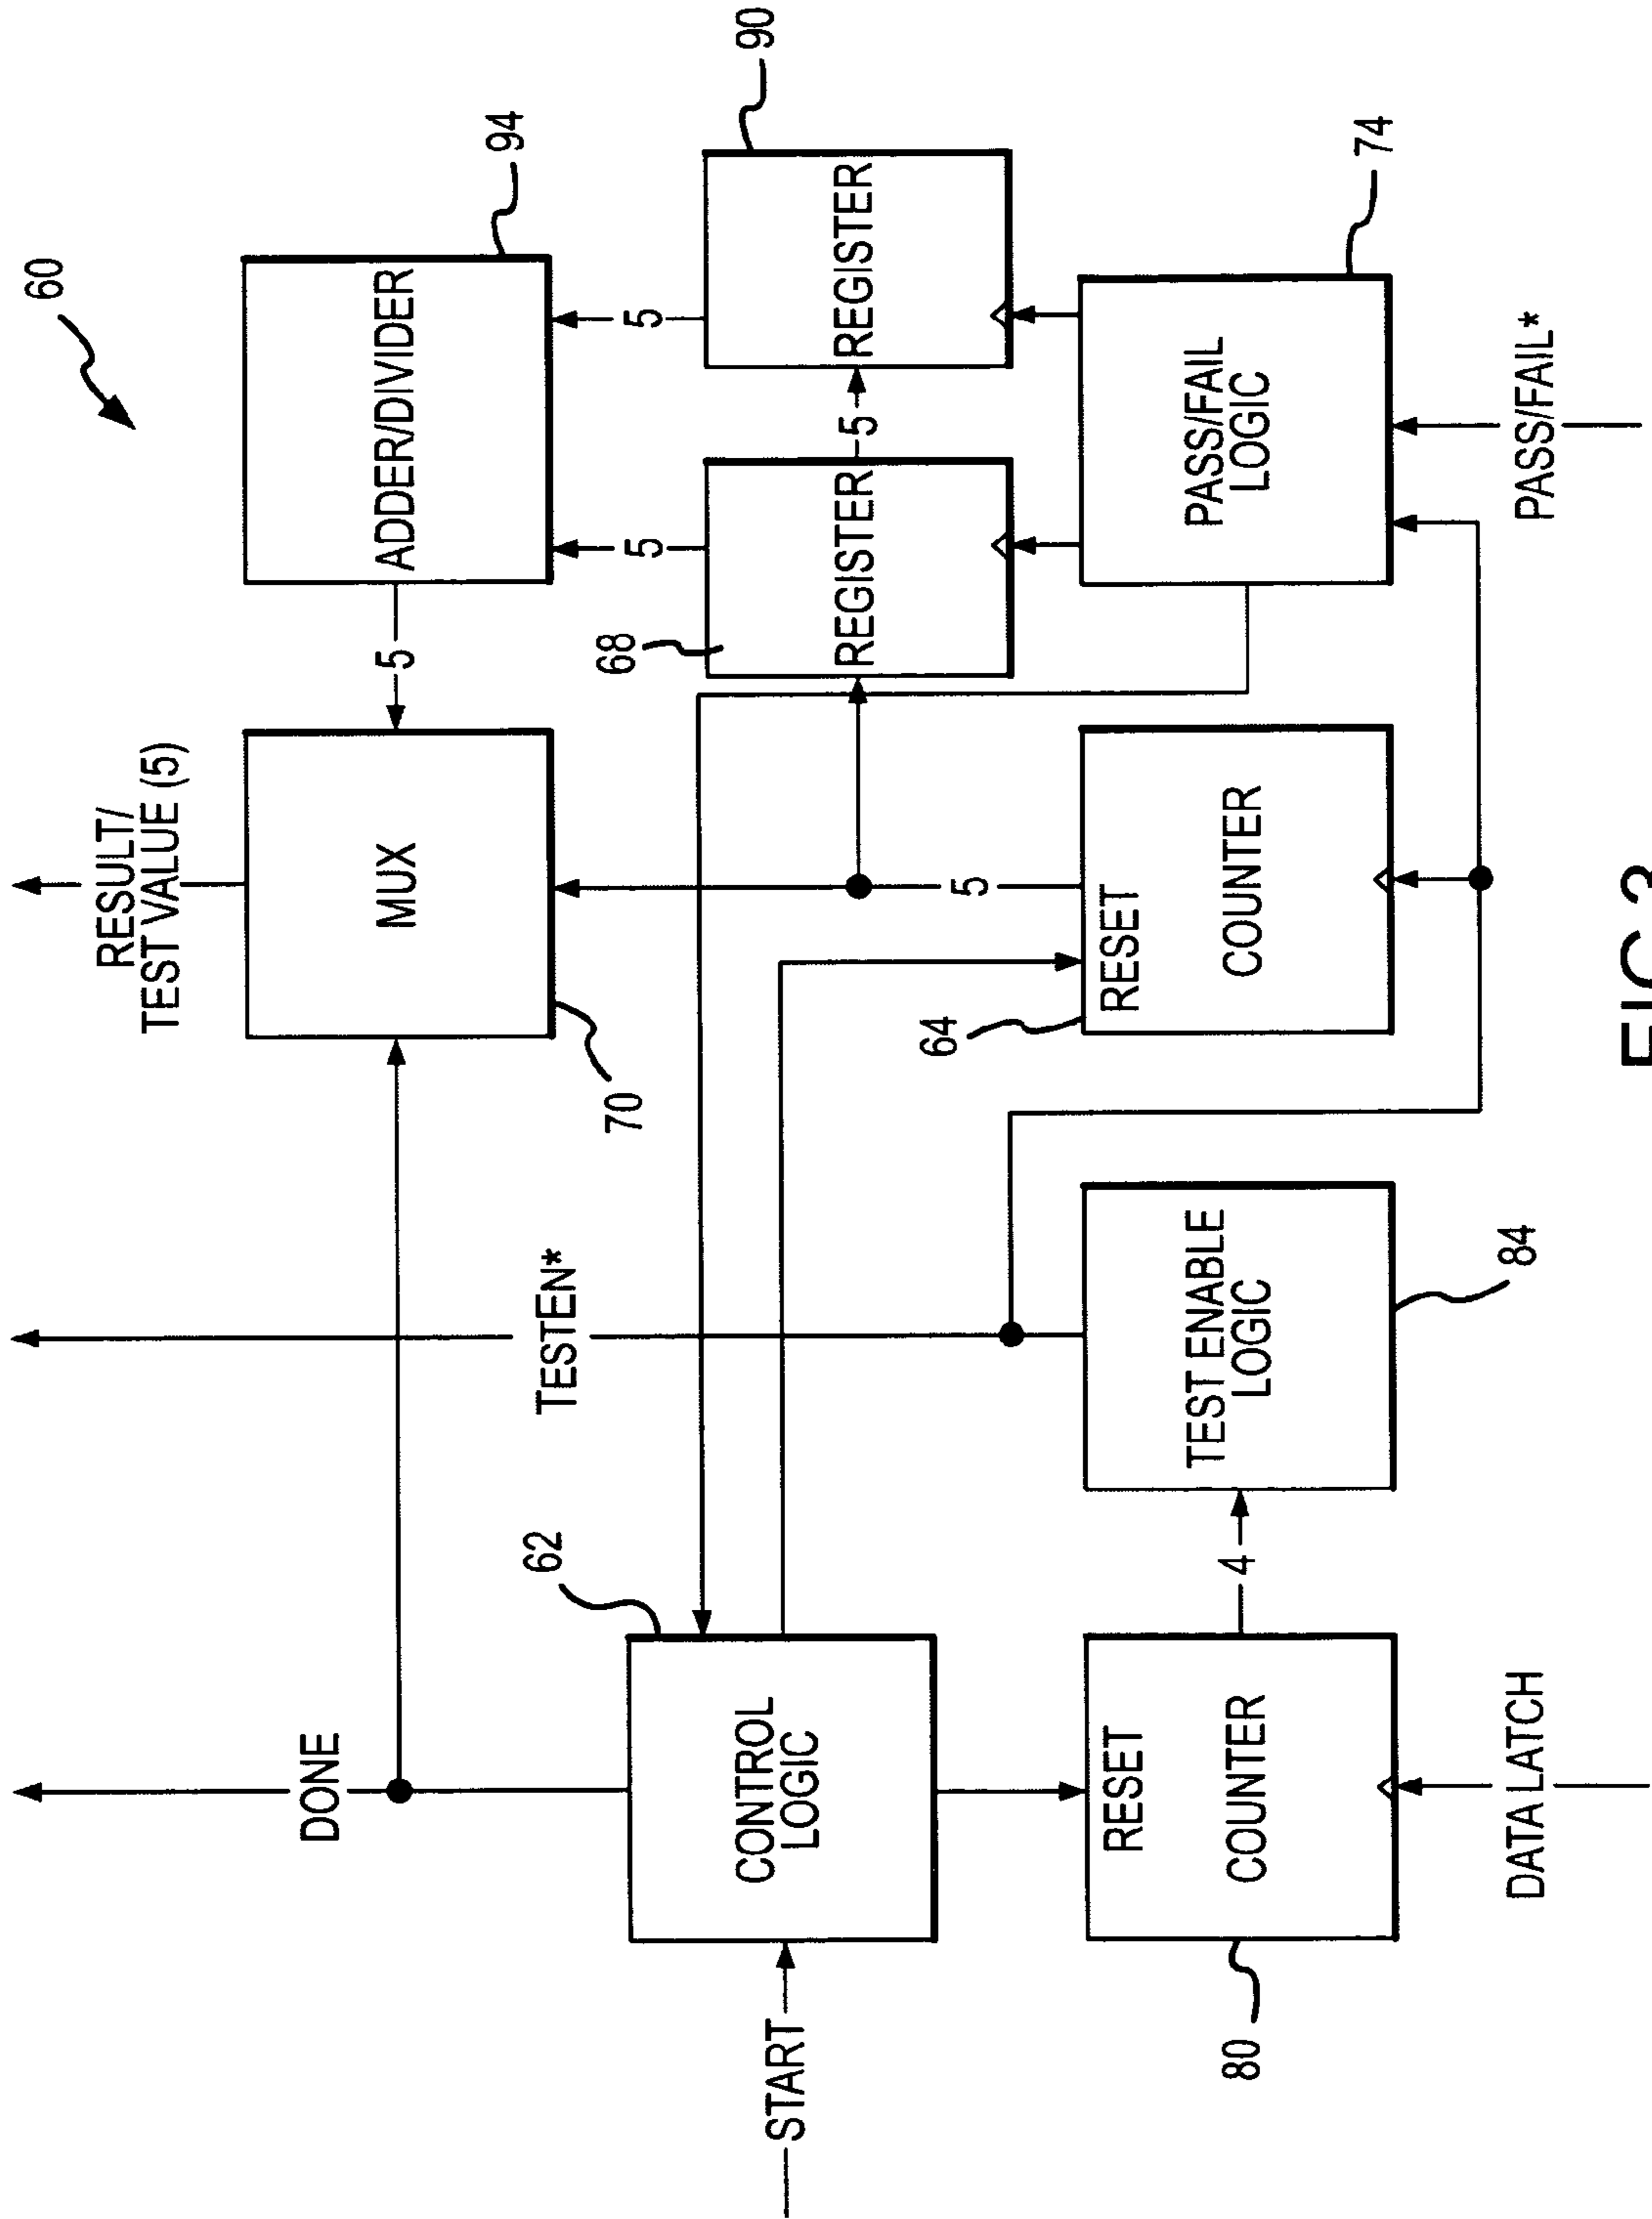 60
DONE
TESTEN*
RESULT/
TEST VALUE (5)
MUX
70
5
ADDER/DIVIDER
94
START
CONTROL
LOGIC
62
5
5
68
REGISTER
5
REGISTER
90
RESET
COUNTER
80
4
TEST ENABLE
LOGIC
84
5
64
RESET
COUNTER
PASS/FAIL
LOGIC
74
DATA LATCH
PASS/FAIL*